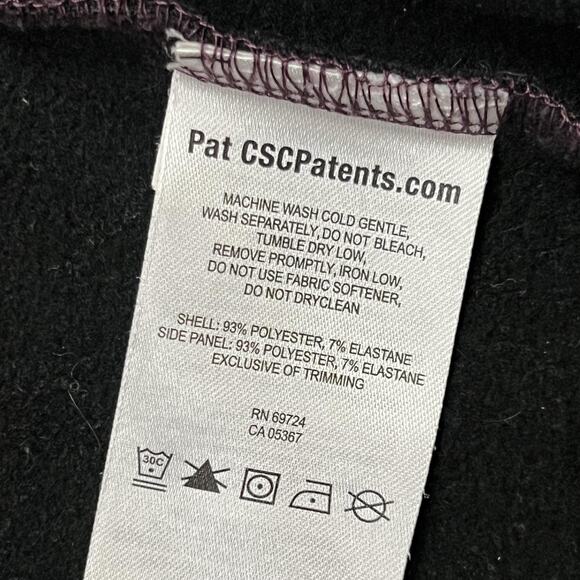 Pat CSCPatents.com
MACHINE WASH COLD GENTLE,
WASH SEPARATELY, DO NOT BLEACH,
TUMBLE DRY LOW,
REMOVE PROMPTLY, IRON LOW,
DO NOT USE FABRIC SOFTENER,
DO NOT DRYCLEAN
SHELL: 93% POLYESTER, 7% ELASTANE
SIDE PANEL: 93% POLYESTER, 7% ELASTANE
EXCLUSIVE OF TRIMMING
RN 69724
CA 05367
30C